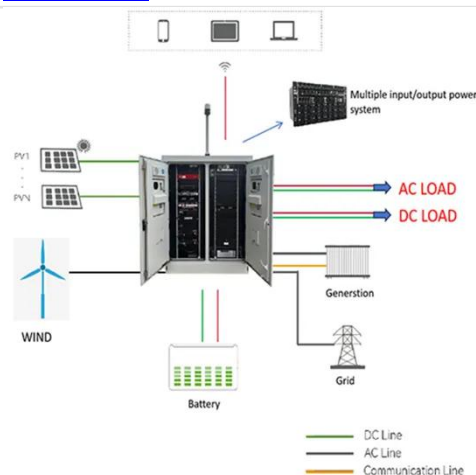 Multiple input/output power
system
PV1
PVN
AC LOAD
DC LOAD
Generstion
WIND
Grid
Battery
DC Line
AC Line
Communication Line